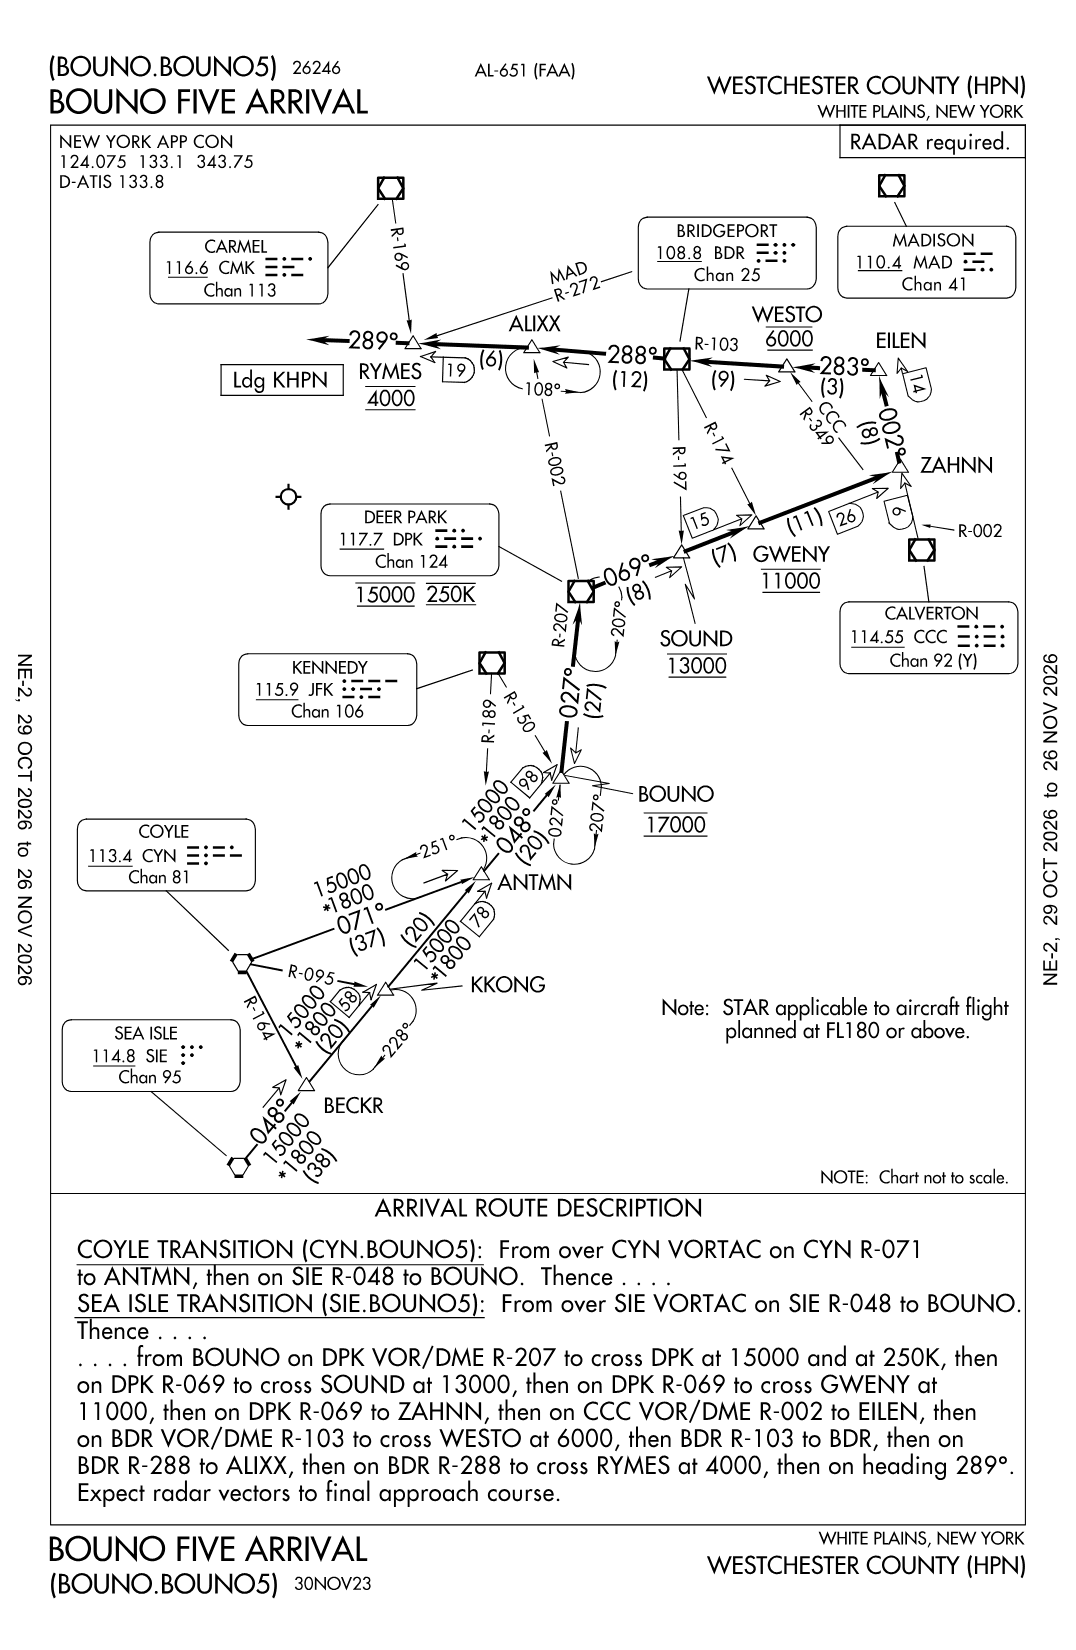 (BOUNO.BOUNO5) 26246
AL-651 (FAA)
BOUNO FIVE ARRIVAL
WESTCHESTER COUNTY (HPN)
WHITE PLAINS, NEW YORK
NEW YORK APP CON
124.075 133.1 343.75
D-ATIS 133.8
RADAR required.
CARMEL
116.6 CMK
Chan 113
R-169
MAD
R-272
BRIDGEPORT
108.8 BDR
Chan 25
MADISON
110.4 MAD
Chan 41
WESTO
6000
EILEN
ALIXX
R-103
289°
RYMES
4000
19
(6)
288°
(12)
(9)
283°
(3)
14
Ldg KHPN
108°
CCC
R-349
(8)
002°
R-002
R-197
R-174
ZAHNN
DEER PARK
117.7 DPK
Chan 124
15000 250K
15
(11)
26
9
R-002
GWENY
11000
(7)
069°
(8)
CALVERTON
114.55 CCC
Chan 92 (Y)
R-207
207°
SOUND
13000
KENNEDY
115.9 JFK
Chan 106
R-189
R-150
027°
(27)
BOUNO
17000
98
15000
*1800
048°
(20)
027°
207°
COYLE
113.4 CYN
Chan 81
251°
ANTMN
15000
*1800
071°
(37)
78
(20)
15000
*1800
R-095
KKONG
R-164
58
15000
*1800
(20)
228°
SEA ISLE
114.8 SIE
Chan 95
BECKR
048°
15000
*1800
(38)
Note: STAR applicable to aircraft flight
planned at FL180 or above.
NOTE: Chart not to scale.
NE-2, 29 OCT 2026 to 26 NOV 2026
NE-2, 29 OCT 2026 to 26 NOV 2026
ARRIVAL ROUTE DESCRIPTION
COYLE TRANSITION (CYN.BOUNO5): From over CYN VORTAC on CYN R-071
to ANTMN, then on SIE R-048 to BOUNO. Thence . . . .
SEA ISLE TRANSITION (SIE.BOUNO5): From over SIE VORTAC on SIE R-048 to BOUNO.
Thence . . . .
. . . . from BOUNO on DPK VOR/DME R-207 to cross DPK at 15000 and at 250K, then
on DPK R-069 to cross SOUND at 13000, then on DPK R-069 to cross GWENY at
11000, then on DPK R-069 to ZAHNN, then on CCC VOR/DME R-002 to EILEN, then
on BDR VOR/DME R-103 to cross WESTO at 6000, then BDR R-103 to BDR, then on
BDR R-288 to ALIXX, then on BDR R-288 to cross RYMES at 4000, then on heading 289°.
Expect radar vectors to final approach course.
BOUNO FIVE ARRIVAL
(BOUNO.BOUNO5) 30NOV23
WHITE PLAINS, NEW YORK
WESTCHESTER COUNTY (HPN)